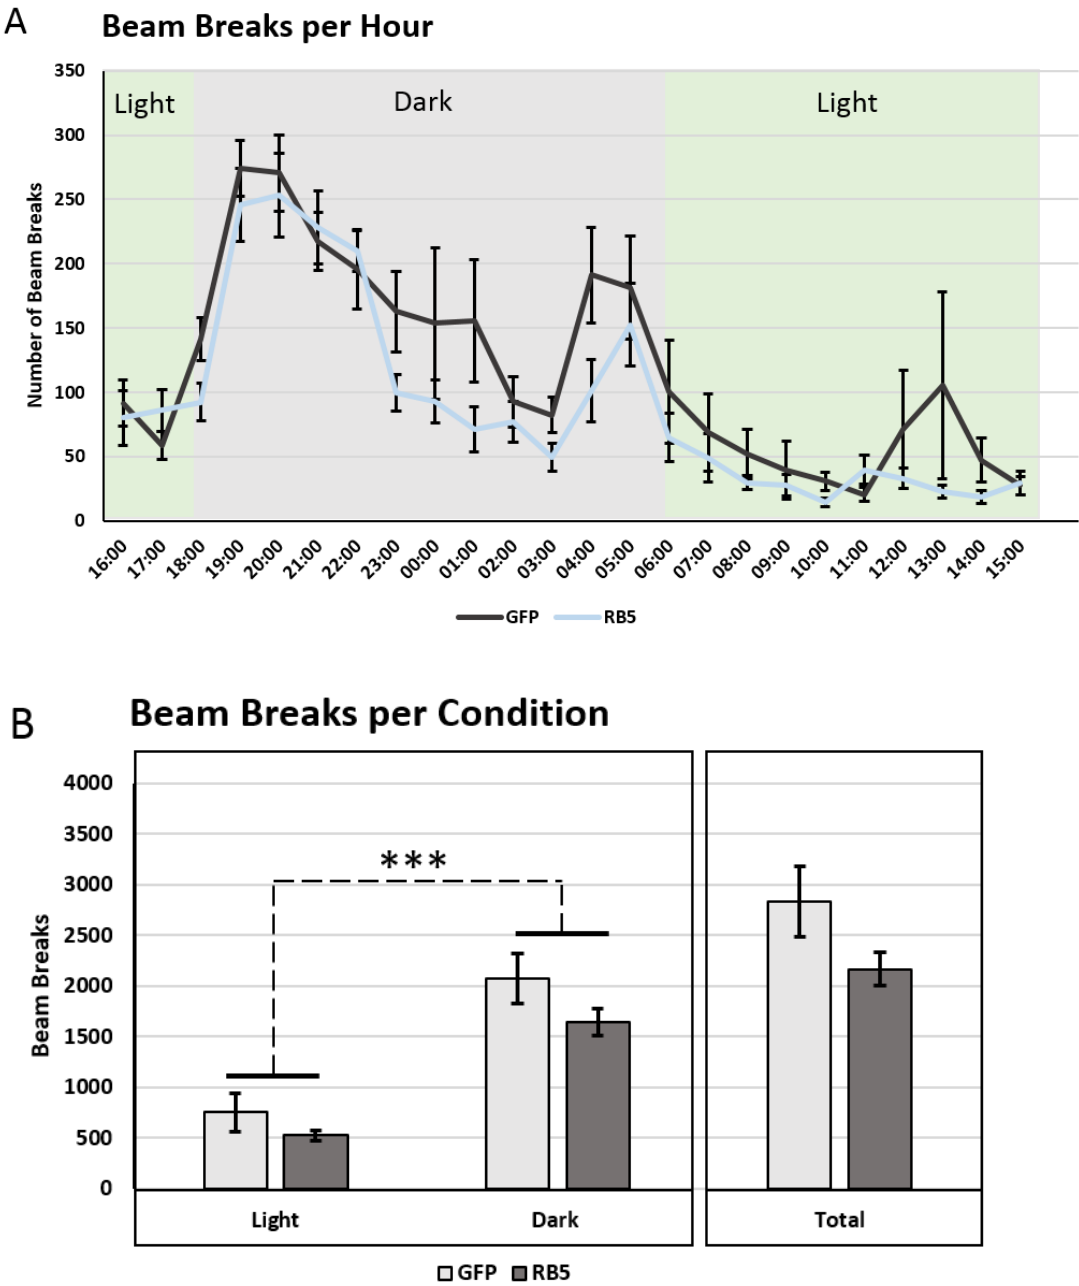 A
Beam Breaks per Hour
Number of Beam Breaks
350
300
250
200
150
100
50
0
Light
Dark
Light
16:00 17:00 18:00 19:00 20:00 21:00 22:00 23:00 00:00 01:00 02:00 03:00 04:00 05:00 06:00 07:00 08:00 09:00 10:00 11:00 12:00 13:00 14:00 15:00
GFP RB5
B
Beam Breaks per Condition
Beam Breaks
4000
3500
3000
2500
2000
1500
1000
500
0
***
Light Dark Total
GFP RB5